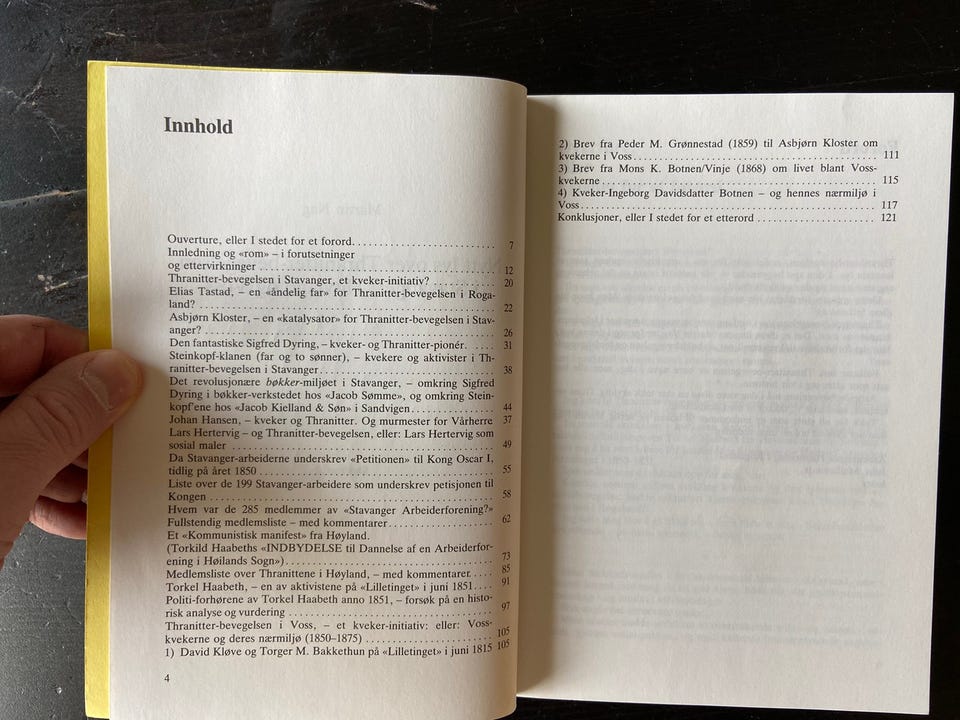 Innhold
Ouverture, eller I stedet for et forord. . . . . . . . . . . . . . . . . . . . . . . . . . . 7
Innledning og «rom» – i forutsetninger
og ettervirkninger . . . . . . . . . . . . . . . . . . . . . . . . . . . . . . . . . . . . . . . 12
Thranitter-bevegelsen i Stavanger, et kveker-initiativ? . . . . . . . . . . . 20
Elias Tastad, – en «åndelig far» for Thranitter-bevegelsen i Roga-
land? . . . . . . . . . . . . . . . . . . . . . . . . . . . . . . . . . . . . . . . . . . . . . . . . 22
Asbjørn Kloster, – en «katalysator» for Thranitter-bevegelsen i Stav-
anger? . . . . . . . . . . . . . . . . . . . . . . . . . . . . . . . . . . . . . . . . . . . . . . . 26
Den fantastiske Sigfred Dyring, – kveker- og Thranitter-pionér. . . . . 31
Steinkopf-klanen (far og to sønner), – kvekere og aktivister i Th-
ranitter-bevegelsen i Stavanger. . . . . . . . . . . . . . . . . . . . . . . . . . . . . 38
Det revolusjonære bøkker-miljøet i Stavanger, – omkring Sigfred
Dyring i bøkker-verkstedet hos «Jacob Sømme», og omkring Stein-
kopf'ene hos «Jacob Kielland & Søn» i Sandvigen. . . . . . . . . . . . . . 44
Johan Hansen, – kveker og Thranitter. Og murmester for Vårherre 37
Lars Hertervig – og Thranitter-bevegelsen, eller: Lars Hertervig som
sosial maler . . . . . . . . . . . . . . . . . . . . . . . . . . . . . . . . . . . . . . . . . . . 49
Da Stavanger-arbeiderne underskrev «Petitionen» til Kong Oscar I,
tidlig på året 1850 . . . . . . . . . . . . . . . . . . . . . . . . . . . . . . . . . . . . . . 55
Liste over de 199 Stavanger-arbeidere som underskrev petisjonen til
Kongen . . . . . . . . . . . . . . . . . . . . . . . . . . . . . . . . . . . . . . . . . . . . . . 58
Hvem var de 285 medlemmer av «Stavanger Arbeiderforening?»
Fullstendig medlemsliste – med kommentarer. . . . . . . . . . . . . . . . . . 62
Et «Kommunistisk manifest» fra Høyland.
(Torkild Haabeths «INDBYDELSE til Dannelse af en Arbeiderfor-
ening i Høilands Sogn») . . . . . . . . . . . . . . . . . . . . . . . . . . . . . . . . . . 73
Medlemsliste over Thranittene i Høyland, – med kommentarer. . . . . 85
Torkel Haabeth, – en av aktivistene på «Lilletinget» i juni 1851. . . . 91
Politi-forhørene av Torkel Haabeth anno 1851, – forsøk på en histo-
risk analyse og vurdering . . . . . . . . . . . . . . . . . . . . . . . . . . . . . . . . . 97
Thranitter-bevegelsen i Voss, – et kveker-initiativ: eller: Voss-
kvekerne og deres nærmiljø (1850–1875) . . . . . . . . . . . . . . . . . . . . . 105
1) David Kløve og Torger M. Bakkethun på «Lilletinget» i juni 1815 105
4
2) Brev fra Peder M. Grønnestad (1859) til Asbjørn Kloster om
kvekerne i Voss . . . . . . . . . . . . . . . . . . . . . . . . . . . . . . . . . . . . . . . . 111
3) Brev fra Mons K. Botnen/Vinje (1868) om livet blant Voss-
kvekerne . . . . . . . . . . . . . . . . . . . . . . . . . . . . . . . . . . . . . . . . . . . . . 115
4) Kveker-Ingeborg Davidsdatter Botnen – og hennes nærmiljø i
Voss. . . . . . . . . . . . . . . . . . . . . . . . . . . . . . . . . . . . . . . . . . . . . . . . . 117
Konklusjoner, eller I stedet for et etterord . . . . . . . . . . . . . . . . . . . . . 121